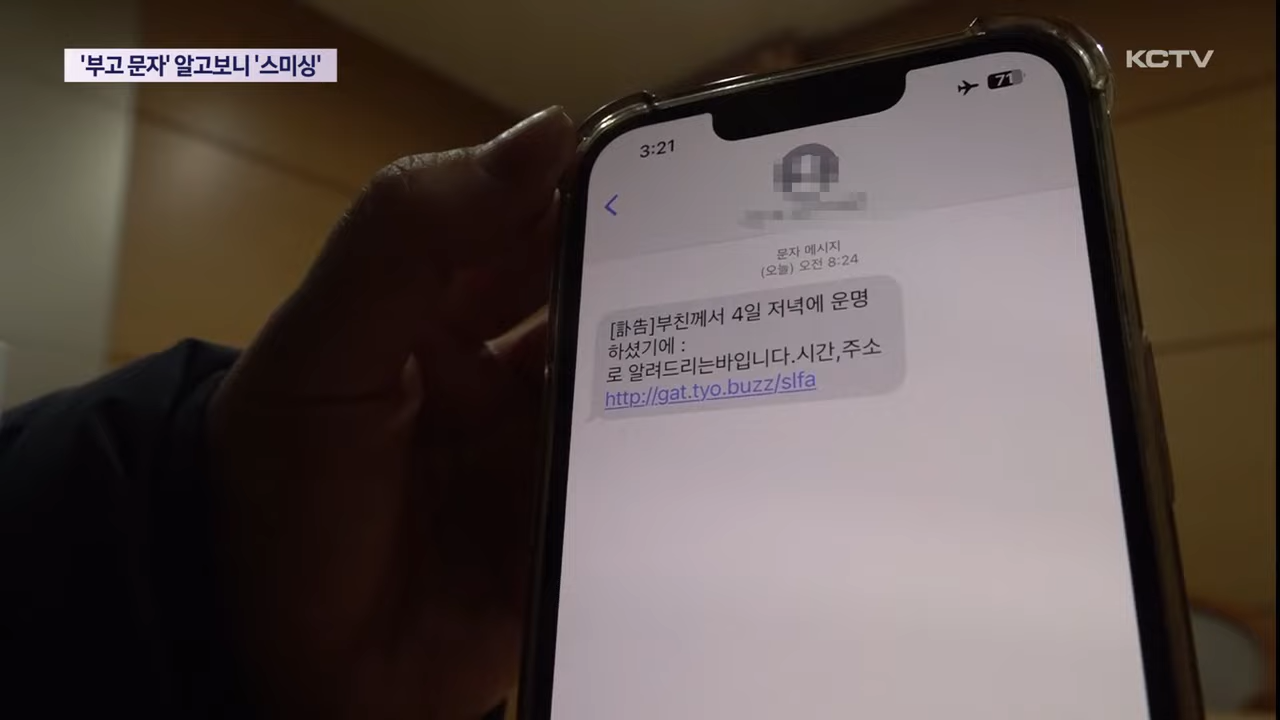 '부고 문자' 알고보니 '스미싱'
KCTV
71
3:21
문자 메시지
(오늘) 오전 8:24
[訃告]부친께서 4일 저녁에 운명
하셨기에 :
로 알려드리는바입니다.시간,주소
http://gat.tyo.buzz/slfa